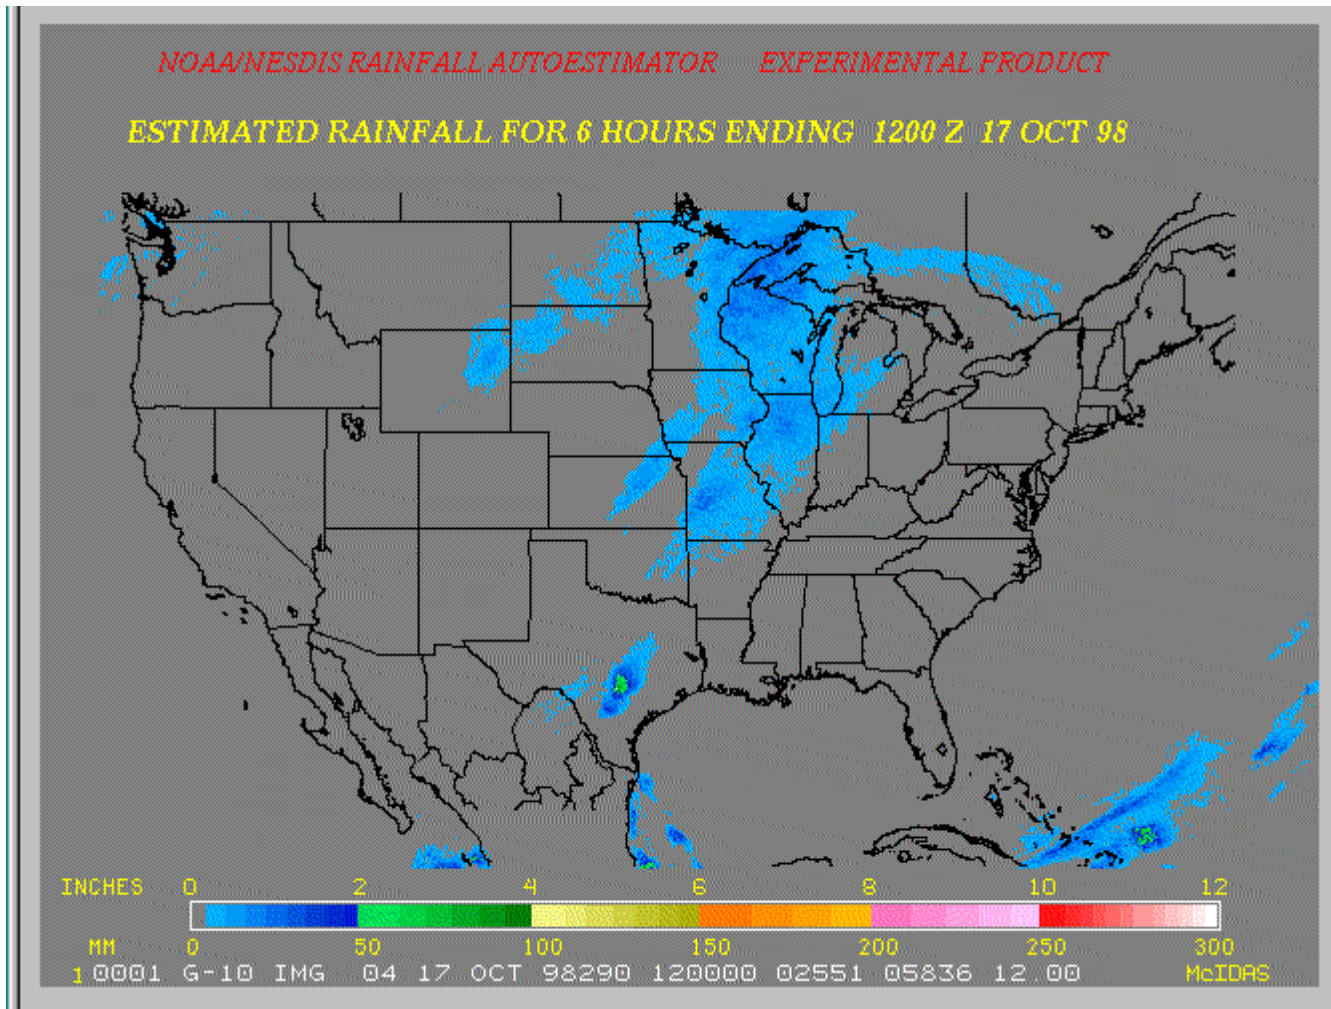 NOAA/NESDIS RAINFALL AUTOESTIMATOR EXPERIMENTAL PRODUCT
ESTIMATED RAINFALL FOR 6 HOURS ENDING 1200 Z 17 OCT 98
INCHES 0 2 4 6 8 10 12
MM 0 50 100 150 200 250 300
1 0001 G-10 IMG 04 17 OCT 98290 120000 02551 05836 12.00 McIDAS